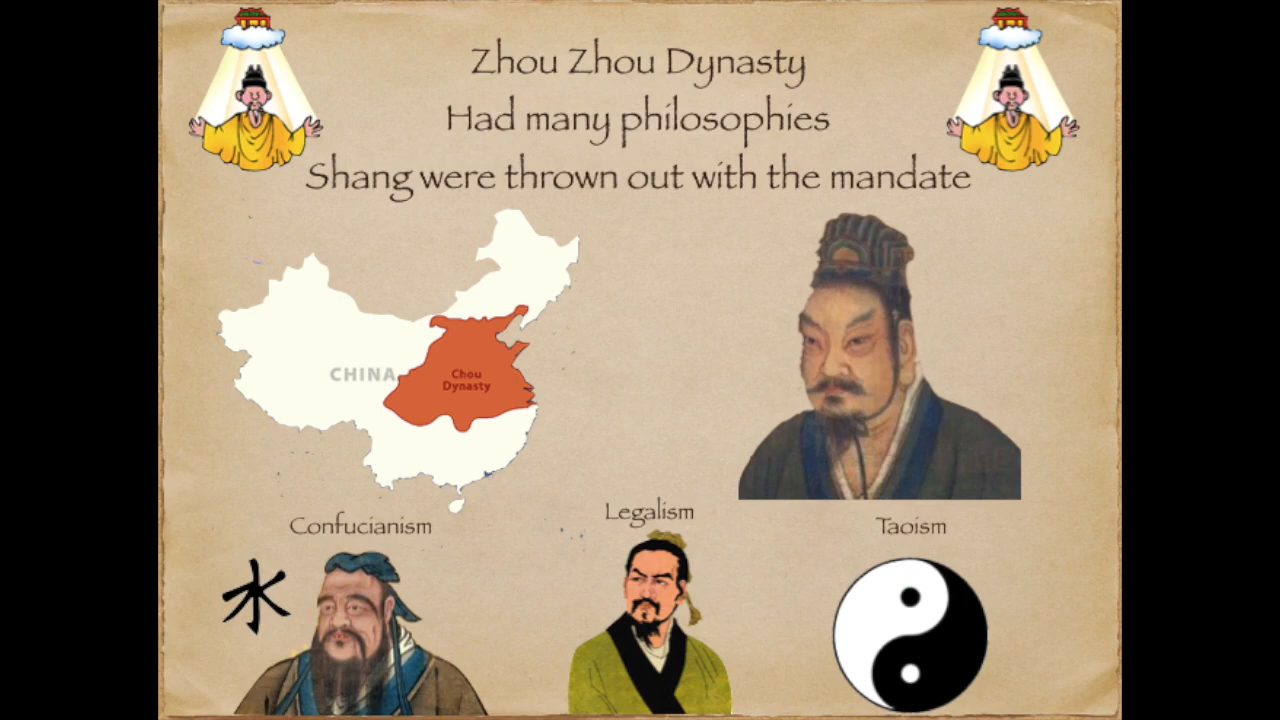 Zhou Zhou Dynasty
Had many philosophies
Shang were thrown out with the mandate
CHINA
Chou
Dynasty
Confucianism
Legalism
Taoism
水